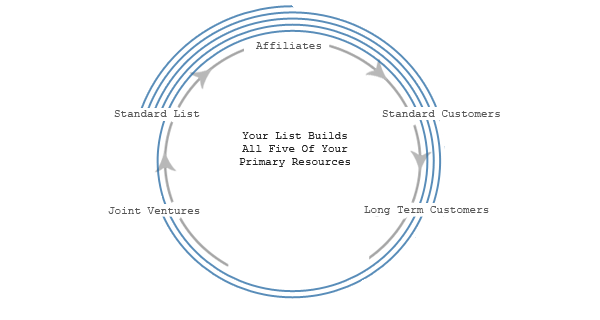 Affiliates
Standard List
Standard Customers
Your List Builds
All Five Of Your
Primary Resources
Joint Ventures
Long Term Customers